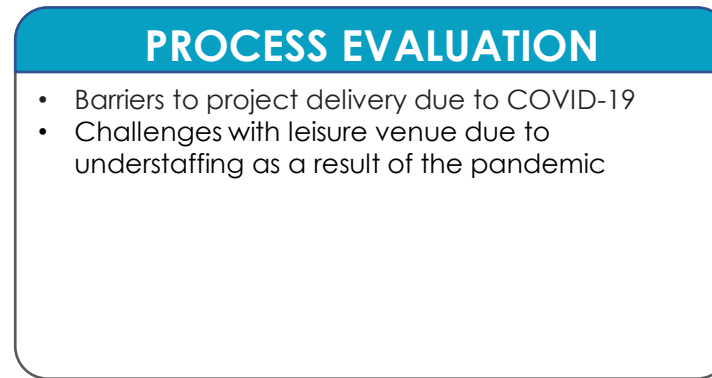 PROCESS EVALUATION
• Barriers to project delivery due to COVID-19
• Challenges with leisure venue due to
understaffing as a result of the pandemic